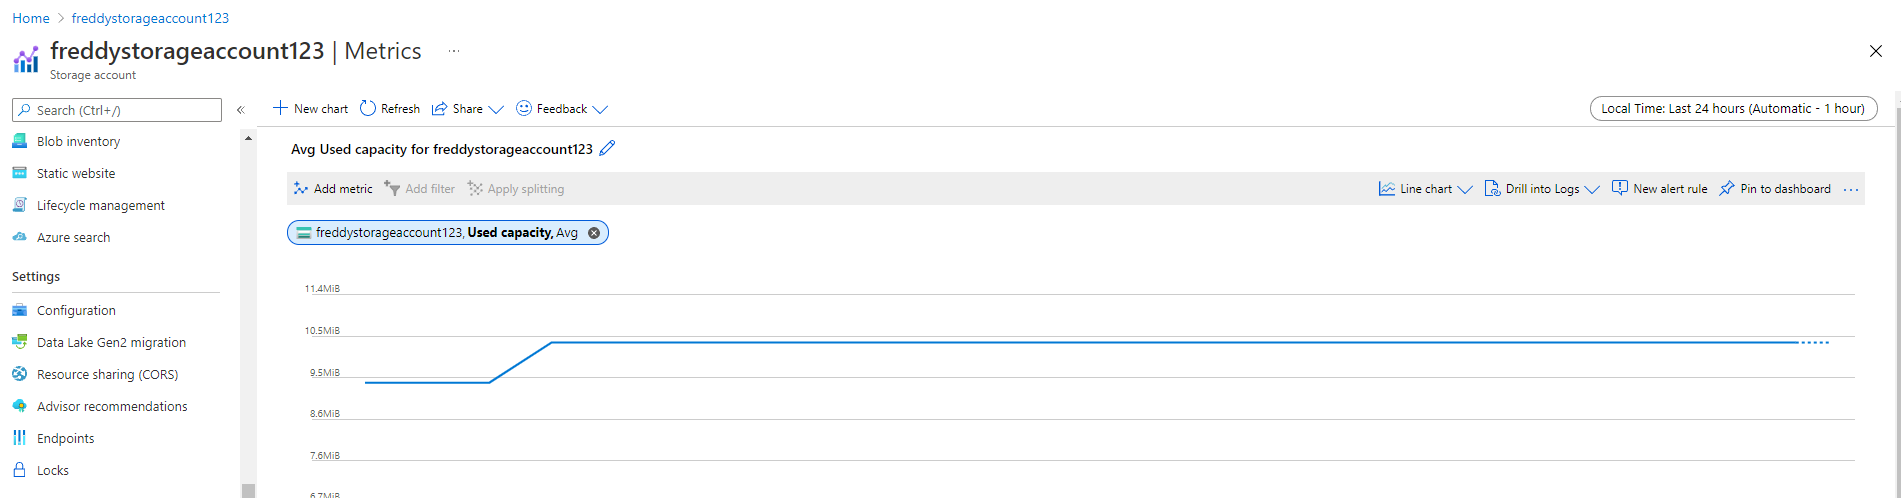 Home > freddystorageaccount123
freddystorageaccount123 | Metrics ...
Storage account
Search (Ctrl+/)
«
Blob inventory
Static website
Lifecycle management
Azure search
Settings
Configuration
Data Lake Gen2 migration
Resource sharing (CORS)
Advisor recommendations
Endpoints
Locks
New chart Refresh Share Feedback
Local Time: Last 24 hours (Automatic - 1 hour)
Avg Used capacity for freddystorageaccount123
Add metric Add filter Apply splitting
Line chart Drill into Logs New alert rule Pin to dashboard ...
freddystorageaccount123, Used capacity, Avg
11.4MiB
10.5MiB
9.5MiB
8.6MiB
7.6MiB
6.7MiB